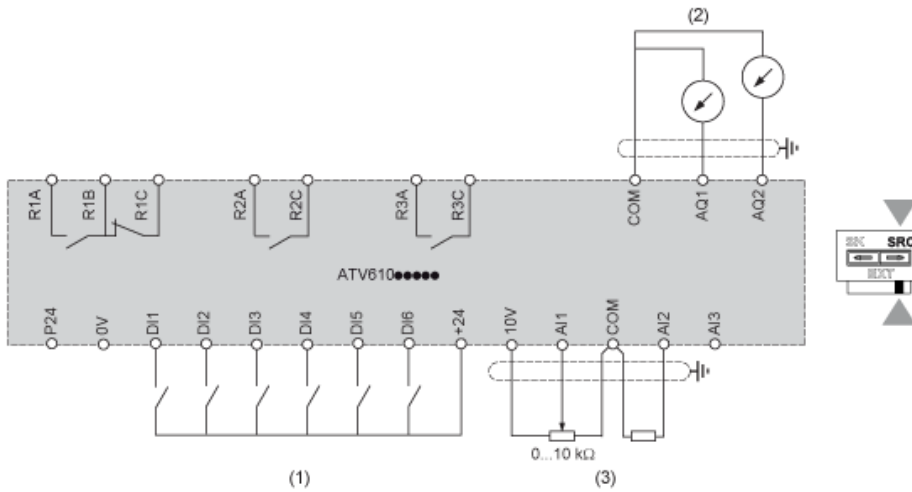 (2)
R1A R1B R1C R2A R2C R3A R3C COM AQ1 AQ2
SK SRC
EXT
ATV610●●●●●
P24 0V DI1 DI2 DI3 DI4 DI5 DI6 +24 10V AI1 COM AI2 AI3
0...10 kΩ
(1) (3)